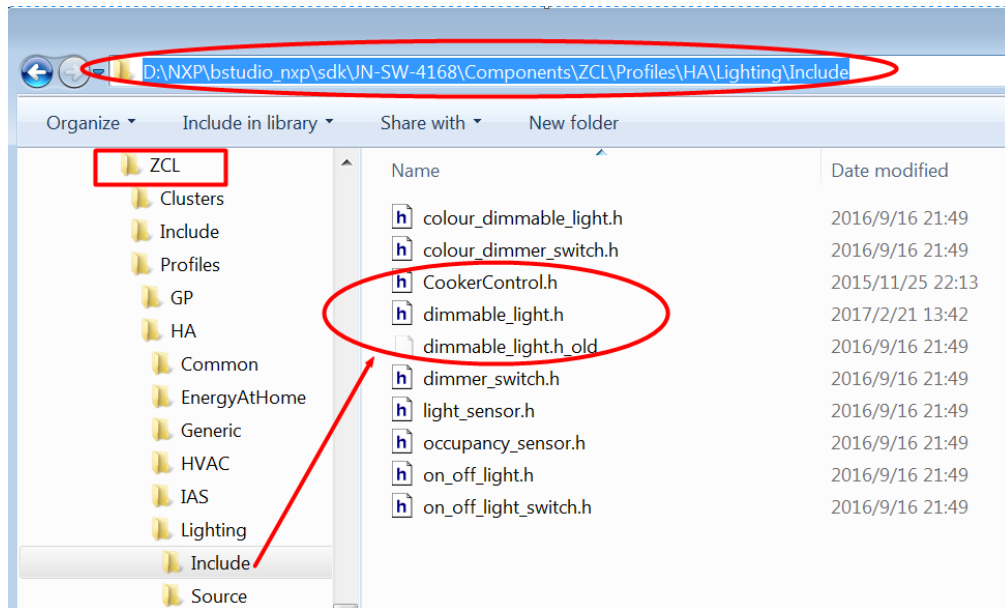 D:\NXP\bstudio_nxp\sdk\JN-SW-4168\Components\ZCL\Profiles\HA\Lighting\Include
Organize Include in library Share with New folder
ZCL
Clusters
Include
Profiles
GP
HA
Common
EnergyAtHome
Generic
HVAC
IAS
Lighting
Include
Source
Name Date modified
h colour_dimmable_light.h 2016/9/16 21:49
h colour_dimmer_switch.h 2016/9/16 21:49
h CookerControl.h 2015/11/25 22:13
h dimmable_light.h 2017/2/21 13:42
dimmable_light.h_old 2016/9/16 21:49
h dimmer_switch.h 2016/9/16 21:49
h light_sensor.h 2016/9/16 21:49
h occupancy_sensor.h 2016/9/16 21:49
h on_off_light.h 2016/9/16 21:49
h on_off_light_switch.h 2016/9/16 21:49